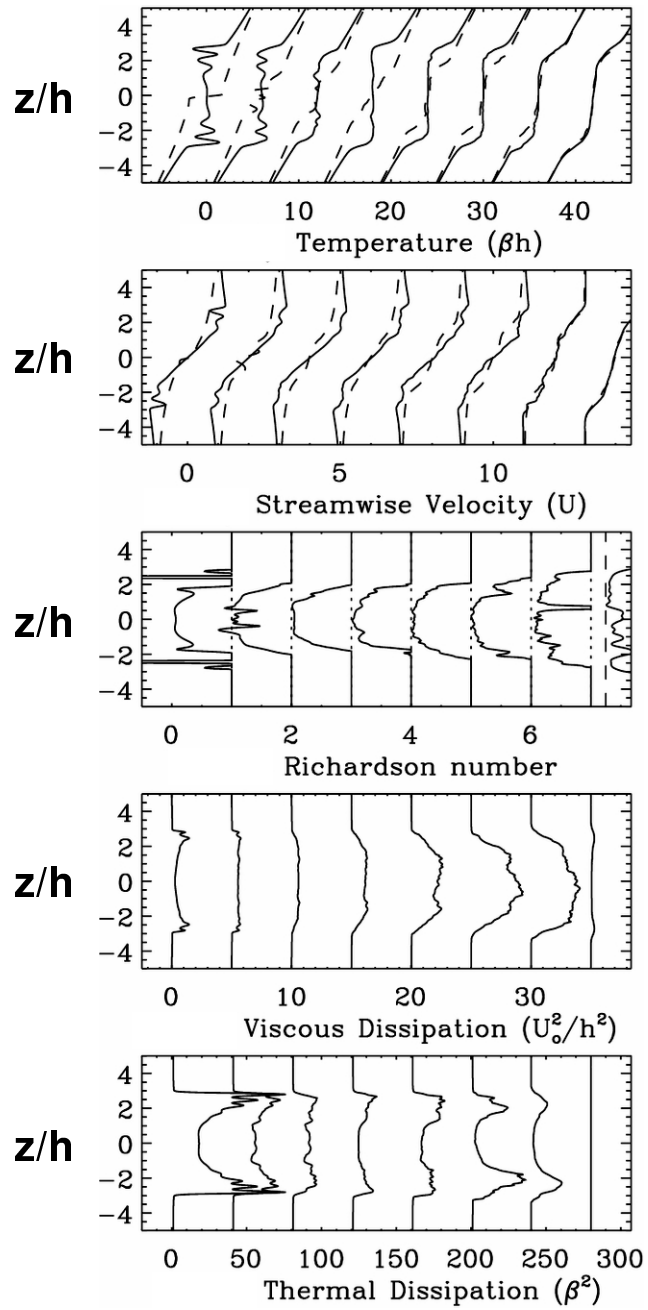 z/h
4
2
0
−2
−4
0 10 20 30 40
Temperature (βh)
z/h
4
2
0
−2
−4
0 5 10
Streamwise Velocity (U)
z/h
4
2
0
−2
−4
0 2 4 6
Richardson number
z/h
4
2
0
−2
−4
0 10 20 30
Viscous Dissipation (U₀²/h²)
z/h
4
2
0
−2
−4
0 50 100 150 200 250 300
Thermal Dissipation (β²)